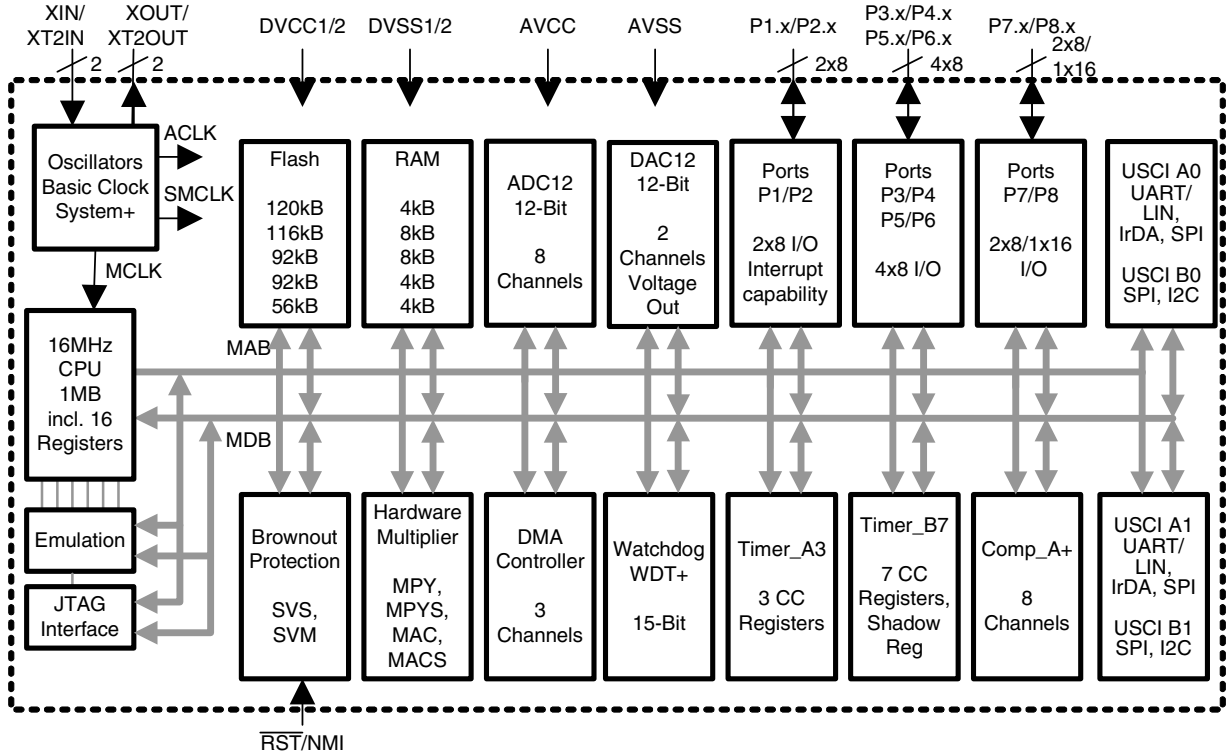 XIN/
XT2IN
XOUT/
XT2OUT
DVCC1/2
DVSS1/2
AVCC
AVSS
P1.x/P2.x
P3.x/P4.x
P5.x/P6.x
P7.x/P8.x
2
2
2x8
4x8
2x8/
1x16
Oscillators
Basic Clock
System+
ACLK
SMCLK
MCLK
Flash
120kB
116kB
92kB
92kB
56kB
RAM
4kB
8kB
8kB
4kB
4kB
ADC12
12-Bit
8
Channels
DAC12
12-Bit
2
Channels
Voltage
Out
Ports
P1/P2
2x8 I/O
Interrupt
capability
Ports
P3/P4
P5/P6
4x8 I/O
Ports
P7/P8
2x8/1x16
I/O
USCI A0
UART/
LIN,
IrDA, SPI
USCI B0
SPI, I2C
16MHz
CPU
1MB
incl. 16
Registers
MAB
MDB
Emulation
JTAG
Interface
Brownout
Protection
SVS,
SVM
Hardware
Multiplier
MPY,
MPYS,
MAC,
MACS
DMA
Controller
3
Channels
Watchdog
WDT+
15-Bit
Timer_A3
3 CC
Registers
Timer_B7
7 CC
Registers,
Shadow
Reg
Comp_A+
8
Channels
USCI A1
UART/
LIN,
IrDA, SPI
USCI B1
SPI, I2C
RST/NMI